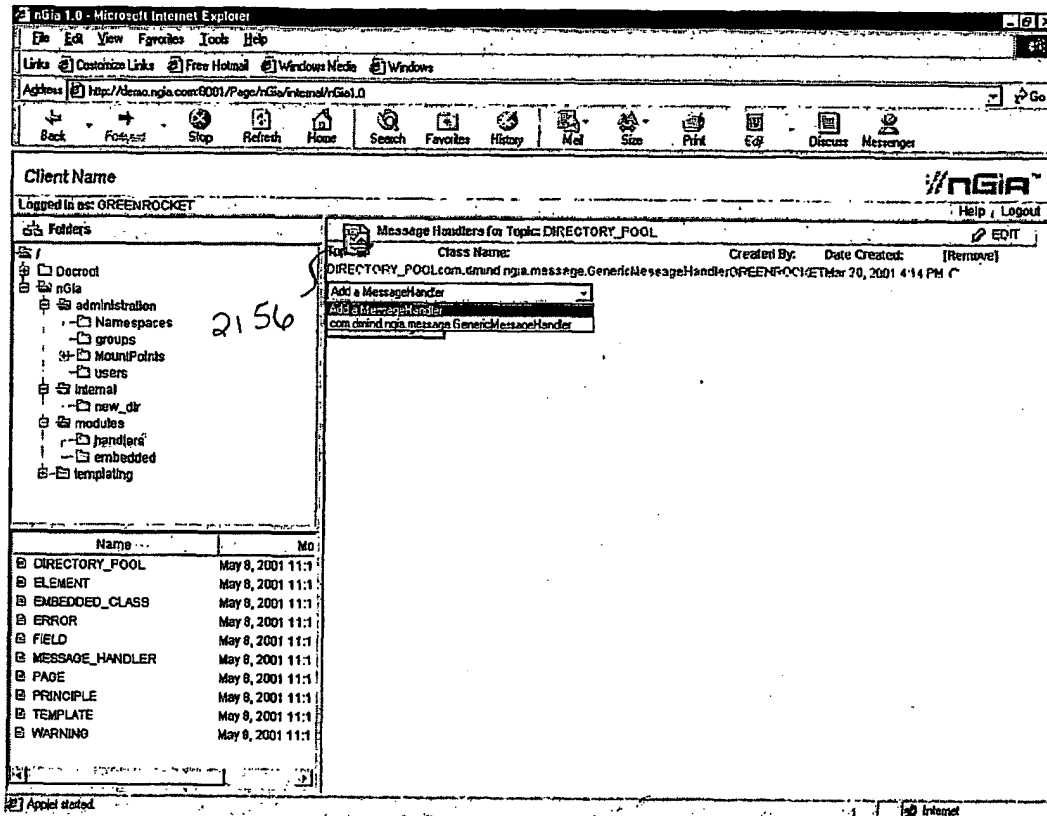 nGia 1.0 - Microsoft Internet Explorer
File Edit View Favorites Tools Help
Links Customize Links Free Hotmail Windows Media Windows
Address http://demo.ngia.com:8001/Page/nGia/internal/nGia1.0 Go
Back Forward Stop Refresh Home Search Favorites History Mail Size Print Edit Discuss Messenger
Client Name
nGia™
Logged in as: GREENROCKET
Help Logout
Folders
Message Handlers for Topic: DIRECTORY_POOL
EDIT
Class Name: Created By: Date Created: [Remove]
DIRECTORY_POOLcom.dmind.ngia.message.GenericMessageHandlerGREENROCKETMar 20, 2001 4:14 PM
Add a MessageHandler
Add a MessageHandler
com.dmind.ngia.message.GenericMessageHandler
2156
/
Docroot
nGia
administration
Namespaces
groups
MountPoints
users
internal
new_dir
modules
handlers
embedded
templating
Name Mo
DIRECTORY_POOL May 8, 2001 11:1
ELEMENT May 8, 2001 11:1
EMBEDDED_CLASS May 8, 2001 11:1
ERROR May 8, 2001 11:1
FIELD May 8, 2001 11:1
MESSAGE_HANDLER May 8, 2001 11:1
PAGE May 8, 2001 11:1
PRINCIPLE May 8, 2001 11:1
TEMPLATE May 8, 2001 11:1
WARNING May 8, 2001 11:1
Applet started.
Internet